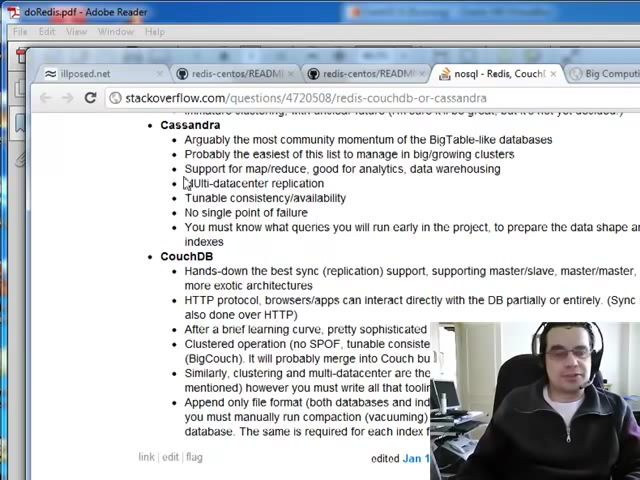 doRedis.pdf - Adobe Reader
File Edit View Window Help
illposed.net
redis-centos/READMI
redis-centos/READMI
nosql - Redis, CouchD
Big Computi
stackoverflow.com/questions/4720508/redis-couchdb-or-cassandra
Cassandra
Arguably the most community momentum of the BigTable-like databases
Probably the easiest of this list to manage in big/growing clusters
Support for map/reduce, good for analytics, data warehousing
MUlti-datacenter replication
Tunable consistency/availability
No single point of failure
You must know what queries you will run early in the project, to prepare the data shape a
indexes
CouchDB
Hands-down the best sync (replication) support, supporting master/slave, master/master,
more exotic architectures
HTTP protocol, browsers/apps can interact directly with the DB partially or entirely. (Sync
also done over HTTP)
After a brief learning curve, pretty sophisticated
Clustered operation (no SPOF, tunable consiste
(BigCouch). It will probably merge into Couch bu
Similarly, clustering and multi-datacenter are the
mentioned) however you must write all that toolin
Append only file format (both databases and ind
you must manually run compaction (vacuuming)
database. The same is required for each index f
link | edit | flag
edited Jan 1